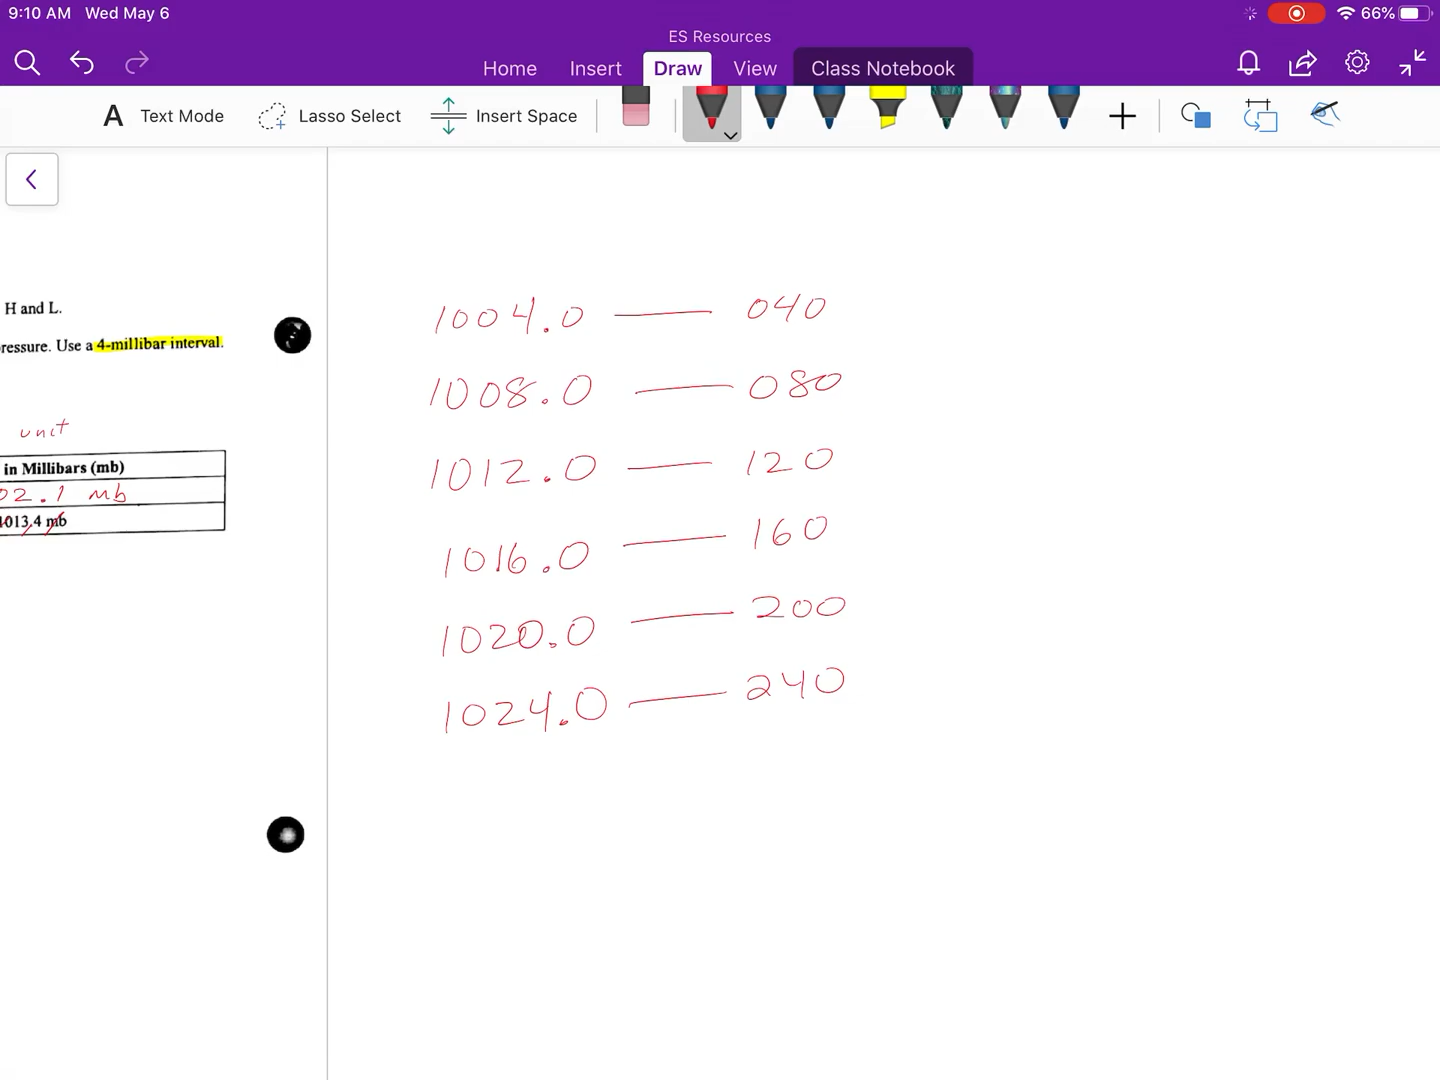 9:10 AM Wed May 6
66%
ES Resources
Home Insert Draw View Class Notebook
A Text Mode Lasso Select Insert Space
H and L.
ressure. Use a 4-millibar interval.
unit
in Millibars (mb)
02.1 mb
1013.4 mb
1004.0 — 040
1008.0 — 080
1012.0 — 120
1016.0 — 160
1020.0 — 200
1024.0 — 240